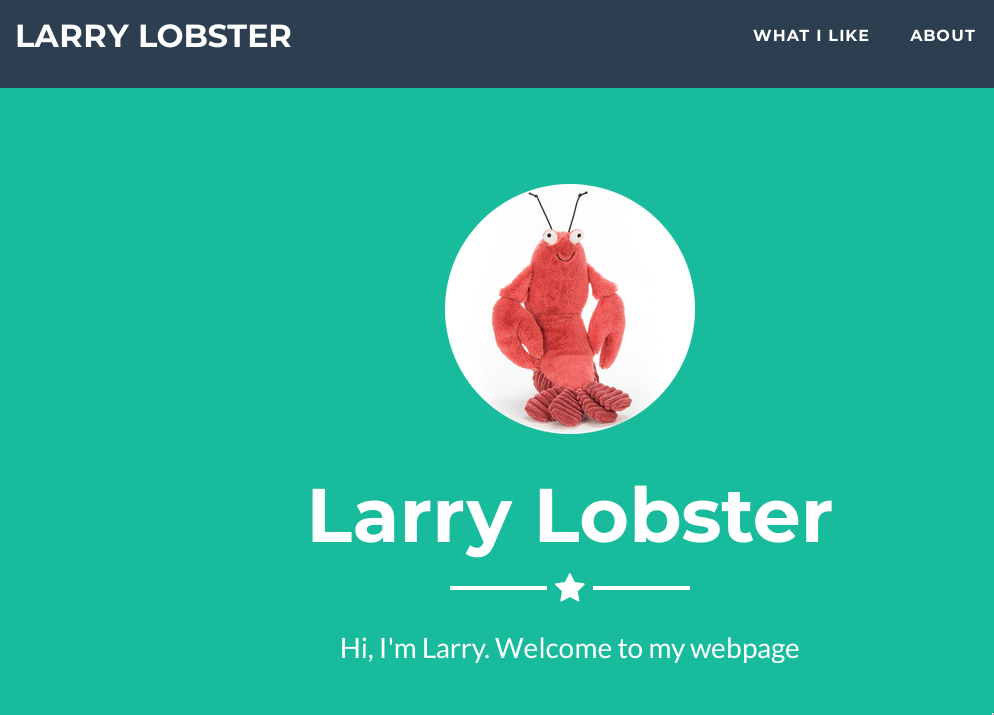 LARRY LOBSTER
WHAT I LIKE
ABOUT
Larry Lobster
Hi, I'm Larry. Welcome to my webpage